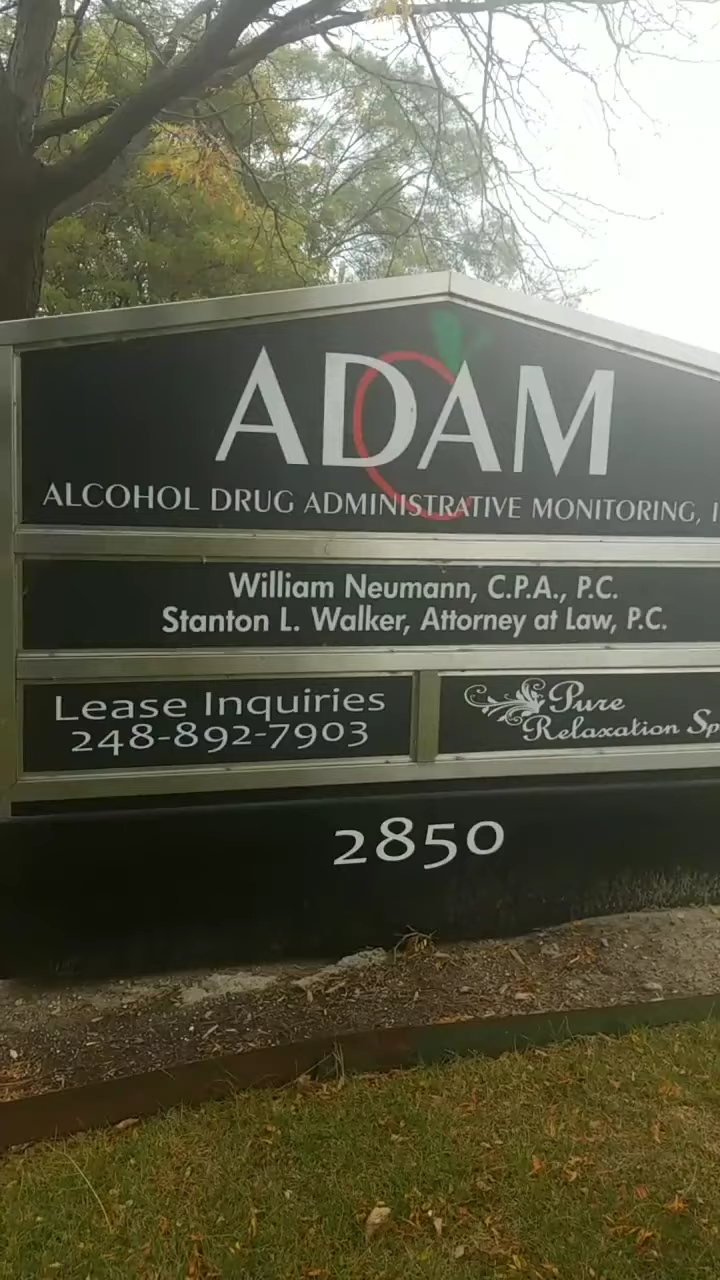 ADAM
ALCOHOL DRUG ADMINISTRATIVE MONITORING,
William Neumann, C.P.A., P.C.
Stanton L. Walker, Attorney at Law, P.C.
Lease Inquiries
248-892-7903
Pure
Relaxation Sp
2850